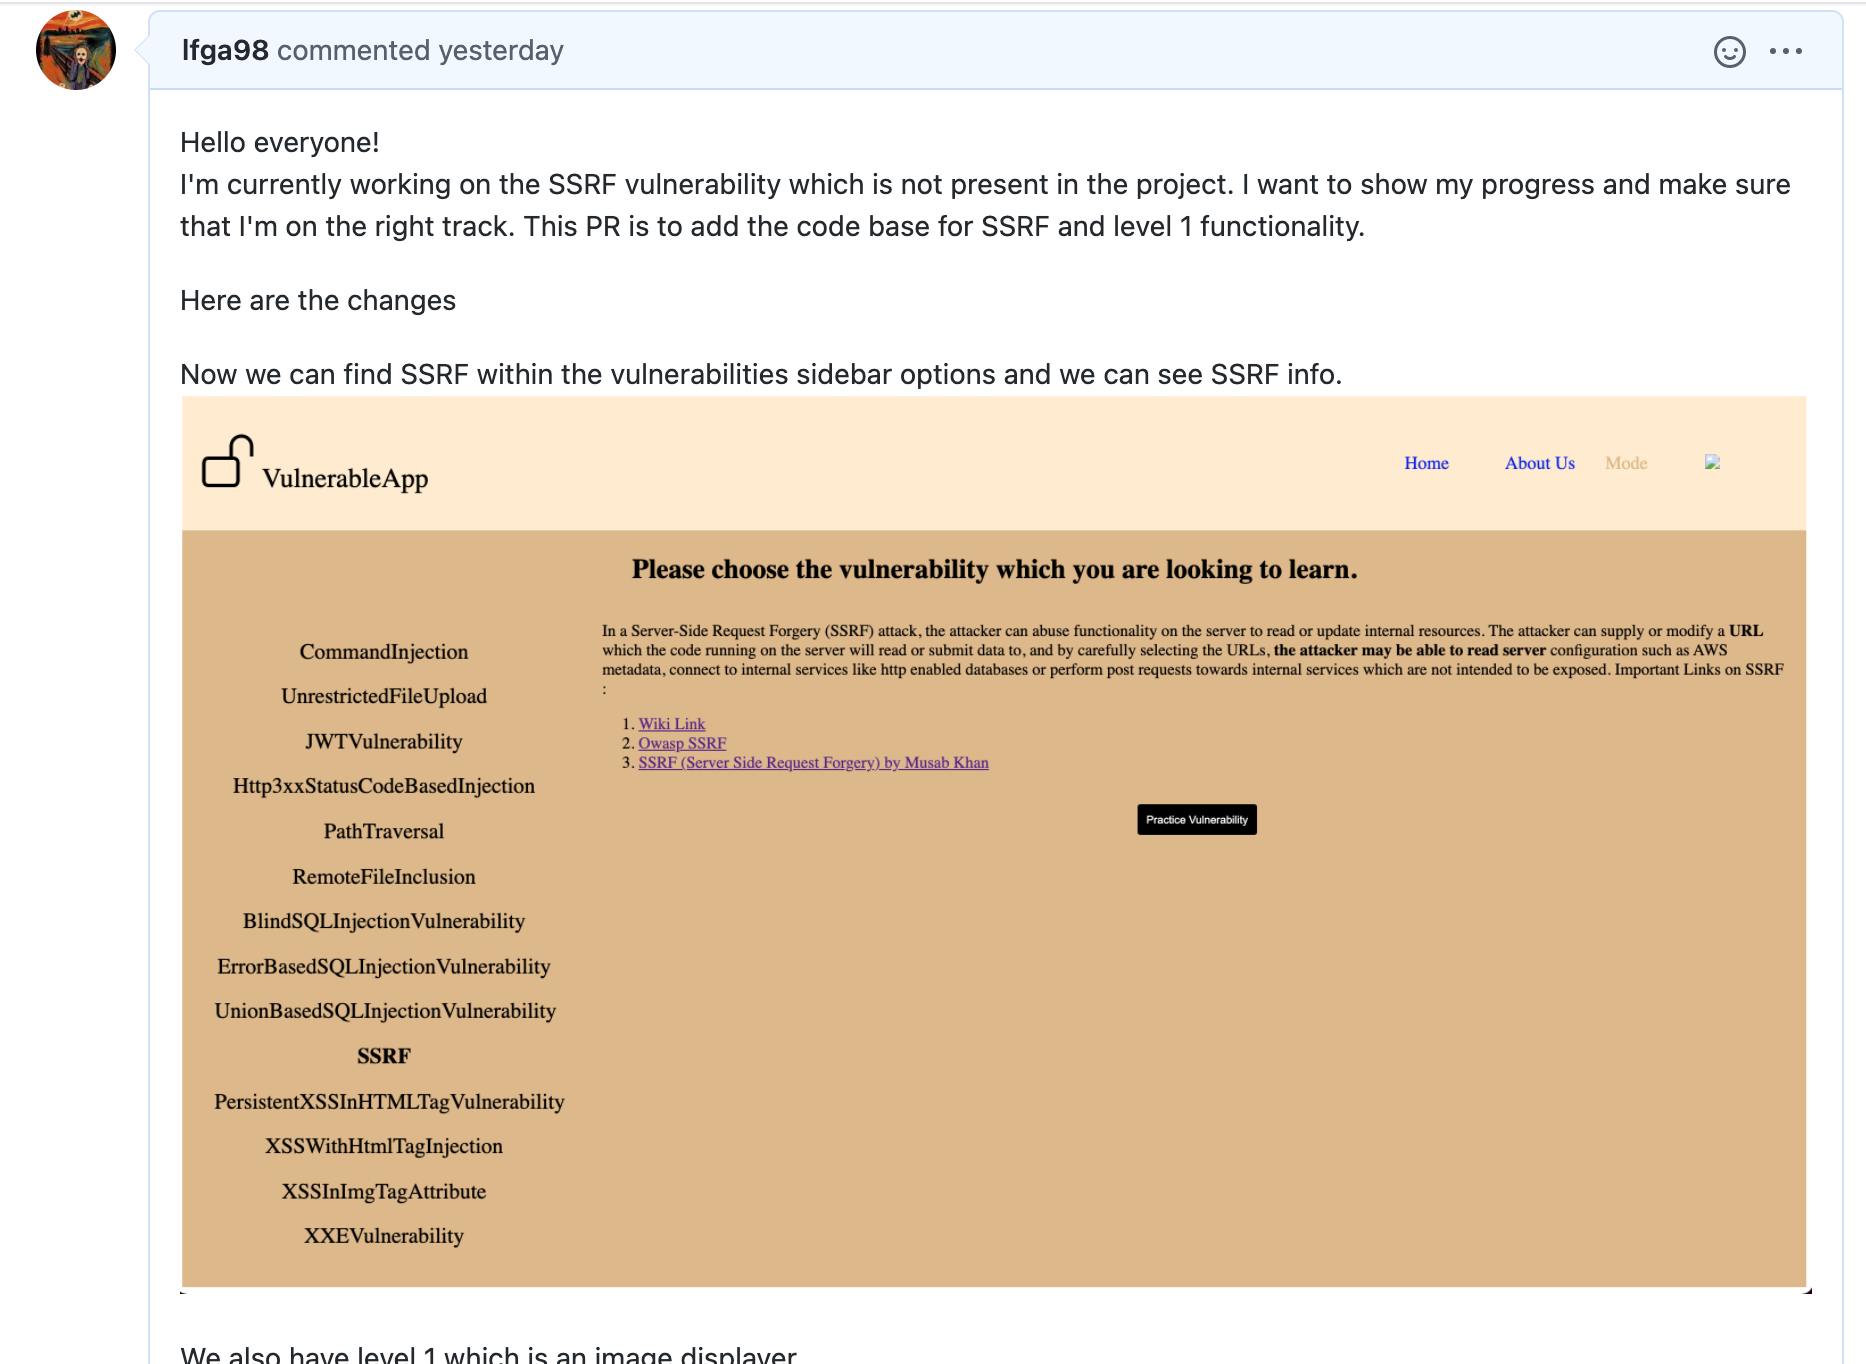 lfga98 commented yesterday
Hello everyone!
I'm currently working on the SSRF vulnerability which is not present in the project. I want to show my progress and make sure
that I'm on the right track. This PR is to add the code base for SSRF and level 1 functionality.
Here are the changes
Now we can find SSRF within the vulnerabilities sidebar options and we can see SSRF info.
VulnerableApp
Home About Us Mode
Please choose the vulnerability which you are looking to learn.
CommandInjection
UnrestrictedFileUpload
JWTVulnerability
Http3xxStatusCodeBasedInjection
PathTraversal
RemoteFileInclusion
BlindSQLInjectionVulnerability
ErrorBasedSQLInjectionVulnerability
UnionBasedSQLInjectionVulnerability
SSRF
PersistentXSSInHTMLTagVulnerability
XSSWithHtmlTagInjection
XSSInImgTagAttribute
XXEVulnerability
In a Server-Side Request Forgery (SSRF) attack, the attacker can abuse functionality on the server to read or update internal resources. The attacker can supply or modify a URL
which the code running on the server will read or submit data to, and by carefully selecting the URLs, the attacker may be able to read server configuration such as AWS
metadata, connect to internal services like http enabled databases or perform post requests towards internal services which are not intended to be exposed. Important Links on SSRF
:
1. Wiki Link
2. Owasp SSRF
3. SSRF (Server Side Request Forgery) by Musab Khan
Practice Vulnerability
We also have level 1 which is an image displayer